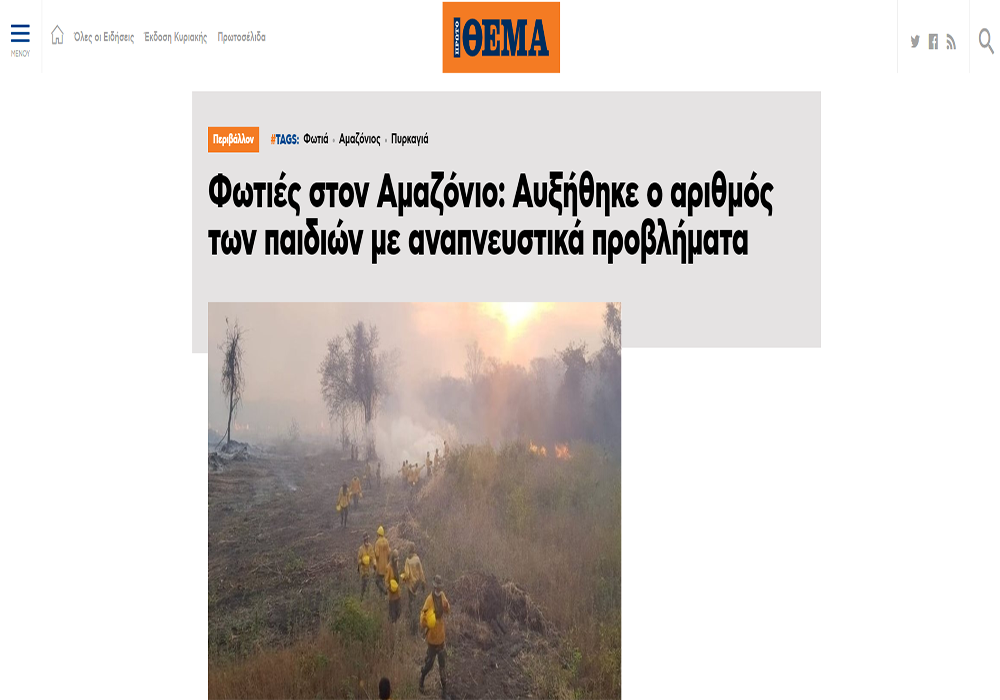 ΜΕΝΟΥ
Όλες οι Ειδήσεις Έκδοση Κυριακής Πρωτοσέλιδα
ΠΡΩΤΟ ΘΕΜΑ
Περιβάλλον #TAGS: Φωτιά Αμαζόνιος Πυρκαγιά
Φωτιές στον Αμαζόνιο: Αυξήθηκε ο αριθμός
των παιδιών με αναπνευστικά προβλήματα